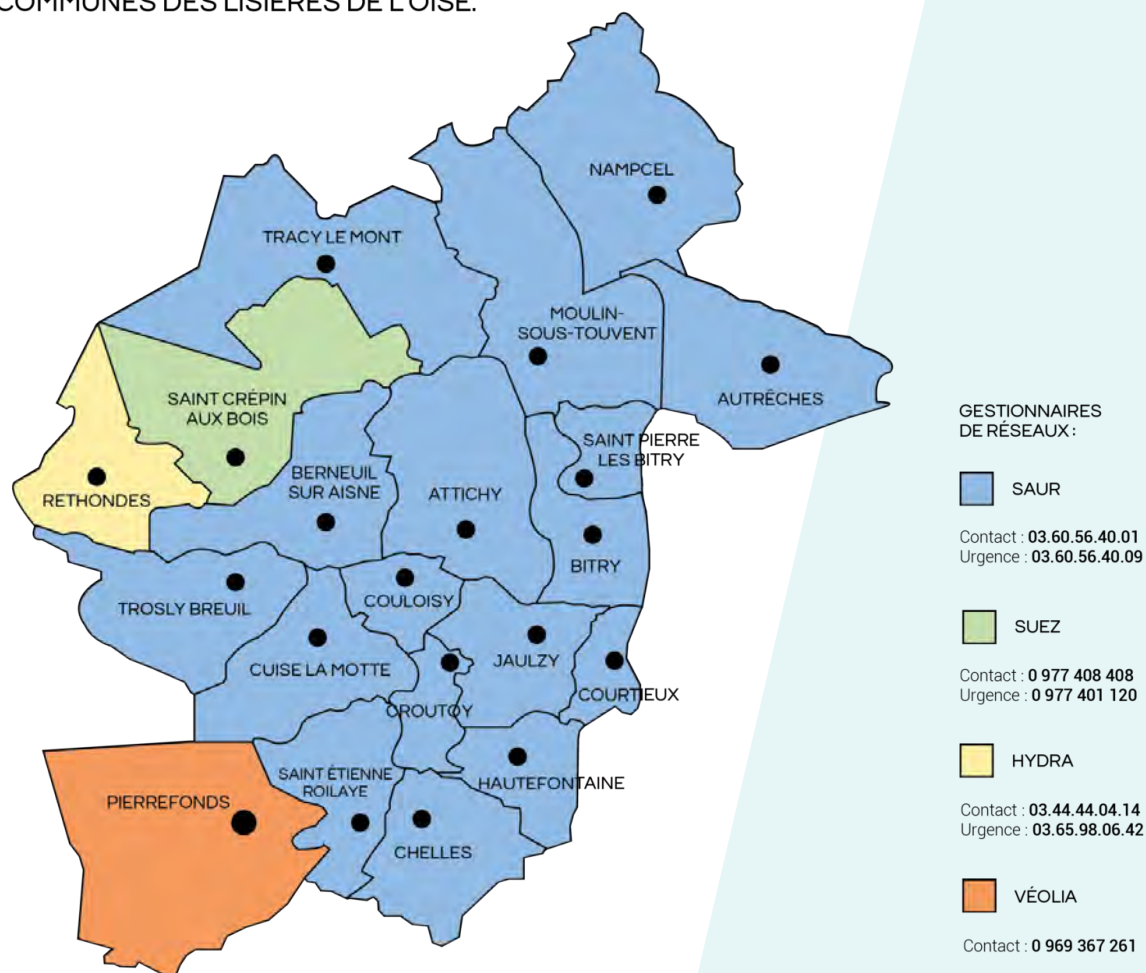 COMMUNES DES LISIÈRES DE L'OISE.
NAMPCEL
TRACY LE MONT
MOULIN-
SOUS-TOUVENT
AUTRÊCHES
SAINT CRÉPIN
AUX BOIS
SAINT PIERRE
LES BITRY
BERNEUIL
SUR AISNE
ATTICHY
RETHONDES
BITRY
TROSLY BREUIL
COULOISY
CUISE LA MOTTE
JAULZY
COURTIEUX
CROUTOY
SAINT ÉTIENNE
ROILAYE
HAUTEFONTAINE
PIERREFONDS
CHELLES
GESTIONNAIRES
DE RÉSEAUX :
SAUR
Contact : 03.60.56.40.01
Urgence : 03.60.56.40.09
SUEZ
Contact : 0 977 408 408
Urgence : 0 977 401 120
HYDRA
Contact : 03.44.44.04.14
Urgence : 03.65.98.06.42
VÉOLIA
Contact : 0 969 367 261